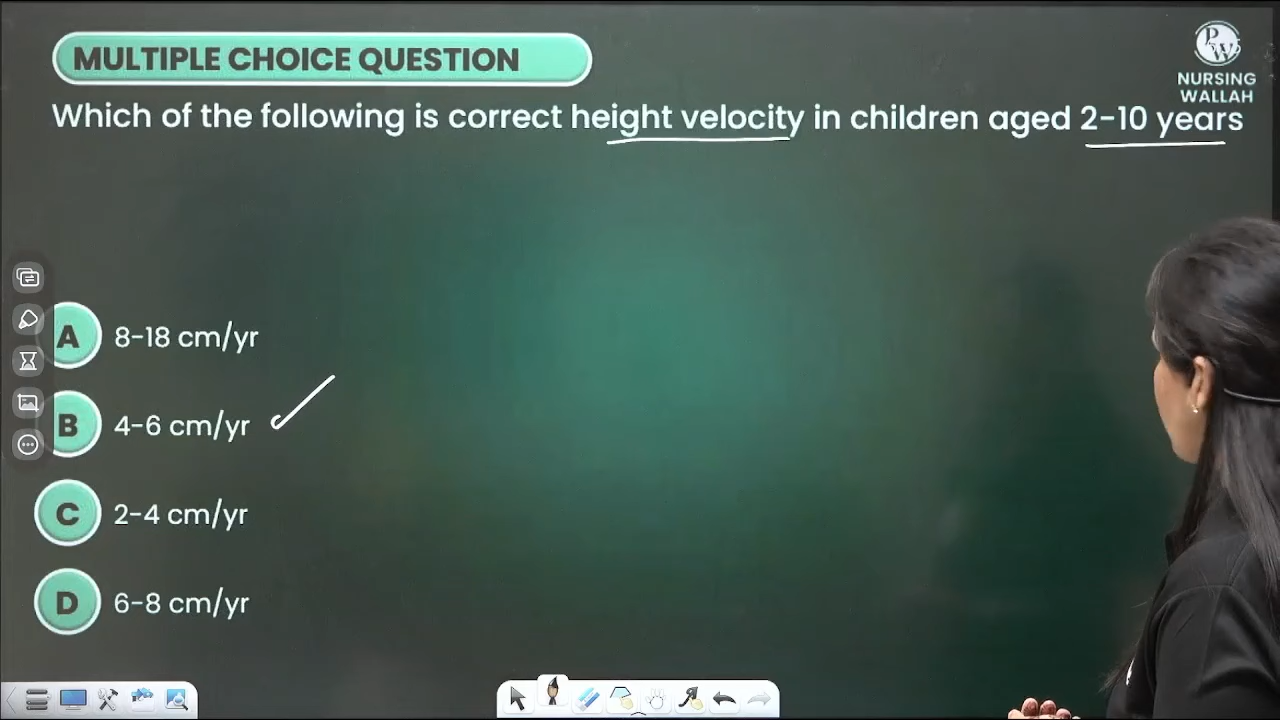 MULTIPLE CHOICE QUESTION
PW
NURSING
WALLAH
Which of the following is correct height velocity in children aged 2-10 years
A 8-18 cm/yr
B 4-6 cm/yr
C 2-4 cm/yr
D 6-8 cm/yr